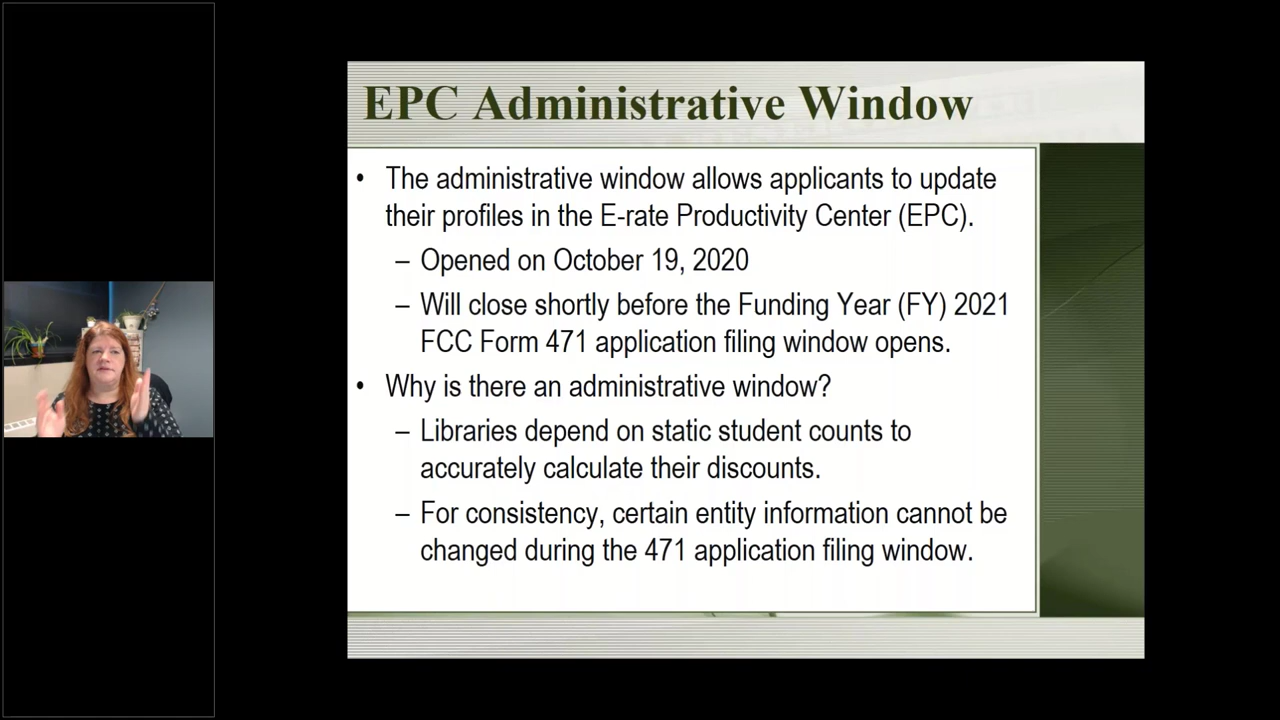 EPC Administrative Window
• The administrative window allows applicants to update
their profiles in the E-rate Productivity Center (EPC).
– Opened on October 19, 2020
– Will close shortly before the Funding Year (FY) 2021
FCC Form 471 application filing window opens.
• Why is there an administrative window?
– Libraries depend on static student counts to
accurately calculate their discounts.
– For consistency, certain entity information cannot be
changed during the 471 application filing window.